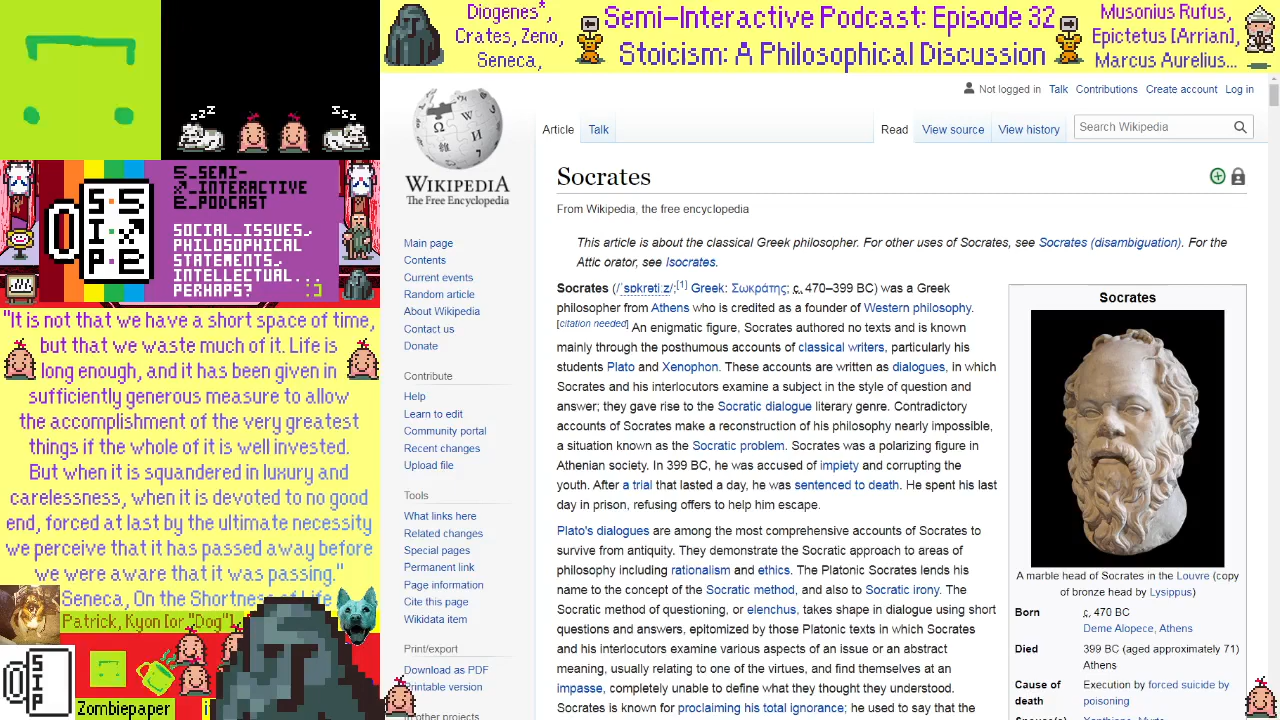 Diogenes*,
Crates, Zeno,
Seneca,
Semi-Interactive Podcast: Episode 32
Stoicism: A Philosophical Discussion
Musonius Rufus,
Epictetus [Arrian],
Marcus Aurelius...
S_SEMI-
_INTERACTIVE
_PODCAST
SOCIAL_ISSUES,
PHILOSOPHICAL
STATEMENTS,
INTELLECTUAL...
PERHAPS? :)
"It is not that we have a short space of time,
but that we waste much of it. Life is
long enough, and it has been given in
sufficiently generous measure to allow
the accomplishment of the very greatest
things if the whole of it is well invested.
But when it is squandered in luxury and
carelessness, when it is devoted to no good
end, forced at last by the ultimate necessity
we perceive that it has passed away before
we were aware that it was passing."
Seneca, On the Shortness of Life
Patrick, Kyon [or "Dog"],
SIP
Zombiepaper
WIKIPEDIA
The Free Encyclopedia
Main page
Contents
Current events
Random article
About Wikipedia
Contact us
Donate
Contribute
Help
Learn to edit
Community portal
Recent changes
Upload file
Tools
What links here
Related changes
Special pages
Permanent link
Page information
Cite this page
Wikidata item
Print/export
Download as PDF
Printable version
In other projects
Not logged in Talk Contributions Create account Log in
Article Talk Read View source View history Search Wikipedia
Socrates
From Wikipedia, the free encyclopedia
This article is about the classical Greek philosopher. For other uses of Socrates, see Socrates (disambiguation). For the
Attic orator, see Isocrates.
Socrates (/ˈsɒkrətiːz/;[1] Greek: Σωκράτης; c. 470–399 BC) was a Greek
philosopher from Athens who is credited as a founder of Western philosophy.
[citation needed] An enigmatic figure, Socrates authored no texts and is known
mainly through the posthumous accounts of classical writers, particularly his
students Plato and Xenophon. These accounts are written as dialogues, in which
Socrates and his interlocutors examine a subject in the style of question and
answer; they gave rise to the Socratic dialogue literary genre. Contradictory
accounts of Socrates make a reconstruction of his philosophy nearly impossible,
a situation known as the Socratic problem. Socrates was a polarizing figure in
Athenian society. In 399 BC, he was accused of impiety and corrupting the
youth. After a trial that lasted a day, he was sentenced to death. He spent his last
day in prison, refusing offers to help him escape.
Plato's dialogues are among the most comprehensive accounts of Socrates to
survive from antiquity. They demonstrate the Socratic approach to areas of
philosophy including rationalism and ethics. The Platonic Socrates lends his
name to the concept of the Socratic method, and also to Socratic irony. The
Socratic method of questioning, or elenchus, takes shape in dialogue using short
questions and answers, epitomized by those Platonic texts in which Socrates
and his interlocutors examine various aspects of an issue or an abstract
meaning, usually relating to one of the virtues, and find themselves at an
impasse, completely unable to define what they thought they understood.
Socrates is known for proclaiming his total ignorance; he used to say that the
Socrates
A marble head of Socrates in the Louvre (copy
of bronze head by Lysippus)
Born c. 470 BC
Deme Alopece, Athens
Died 399 BC (aged approximately 71)
Athens
Cause of death Execution by forced suicide by
poisoning